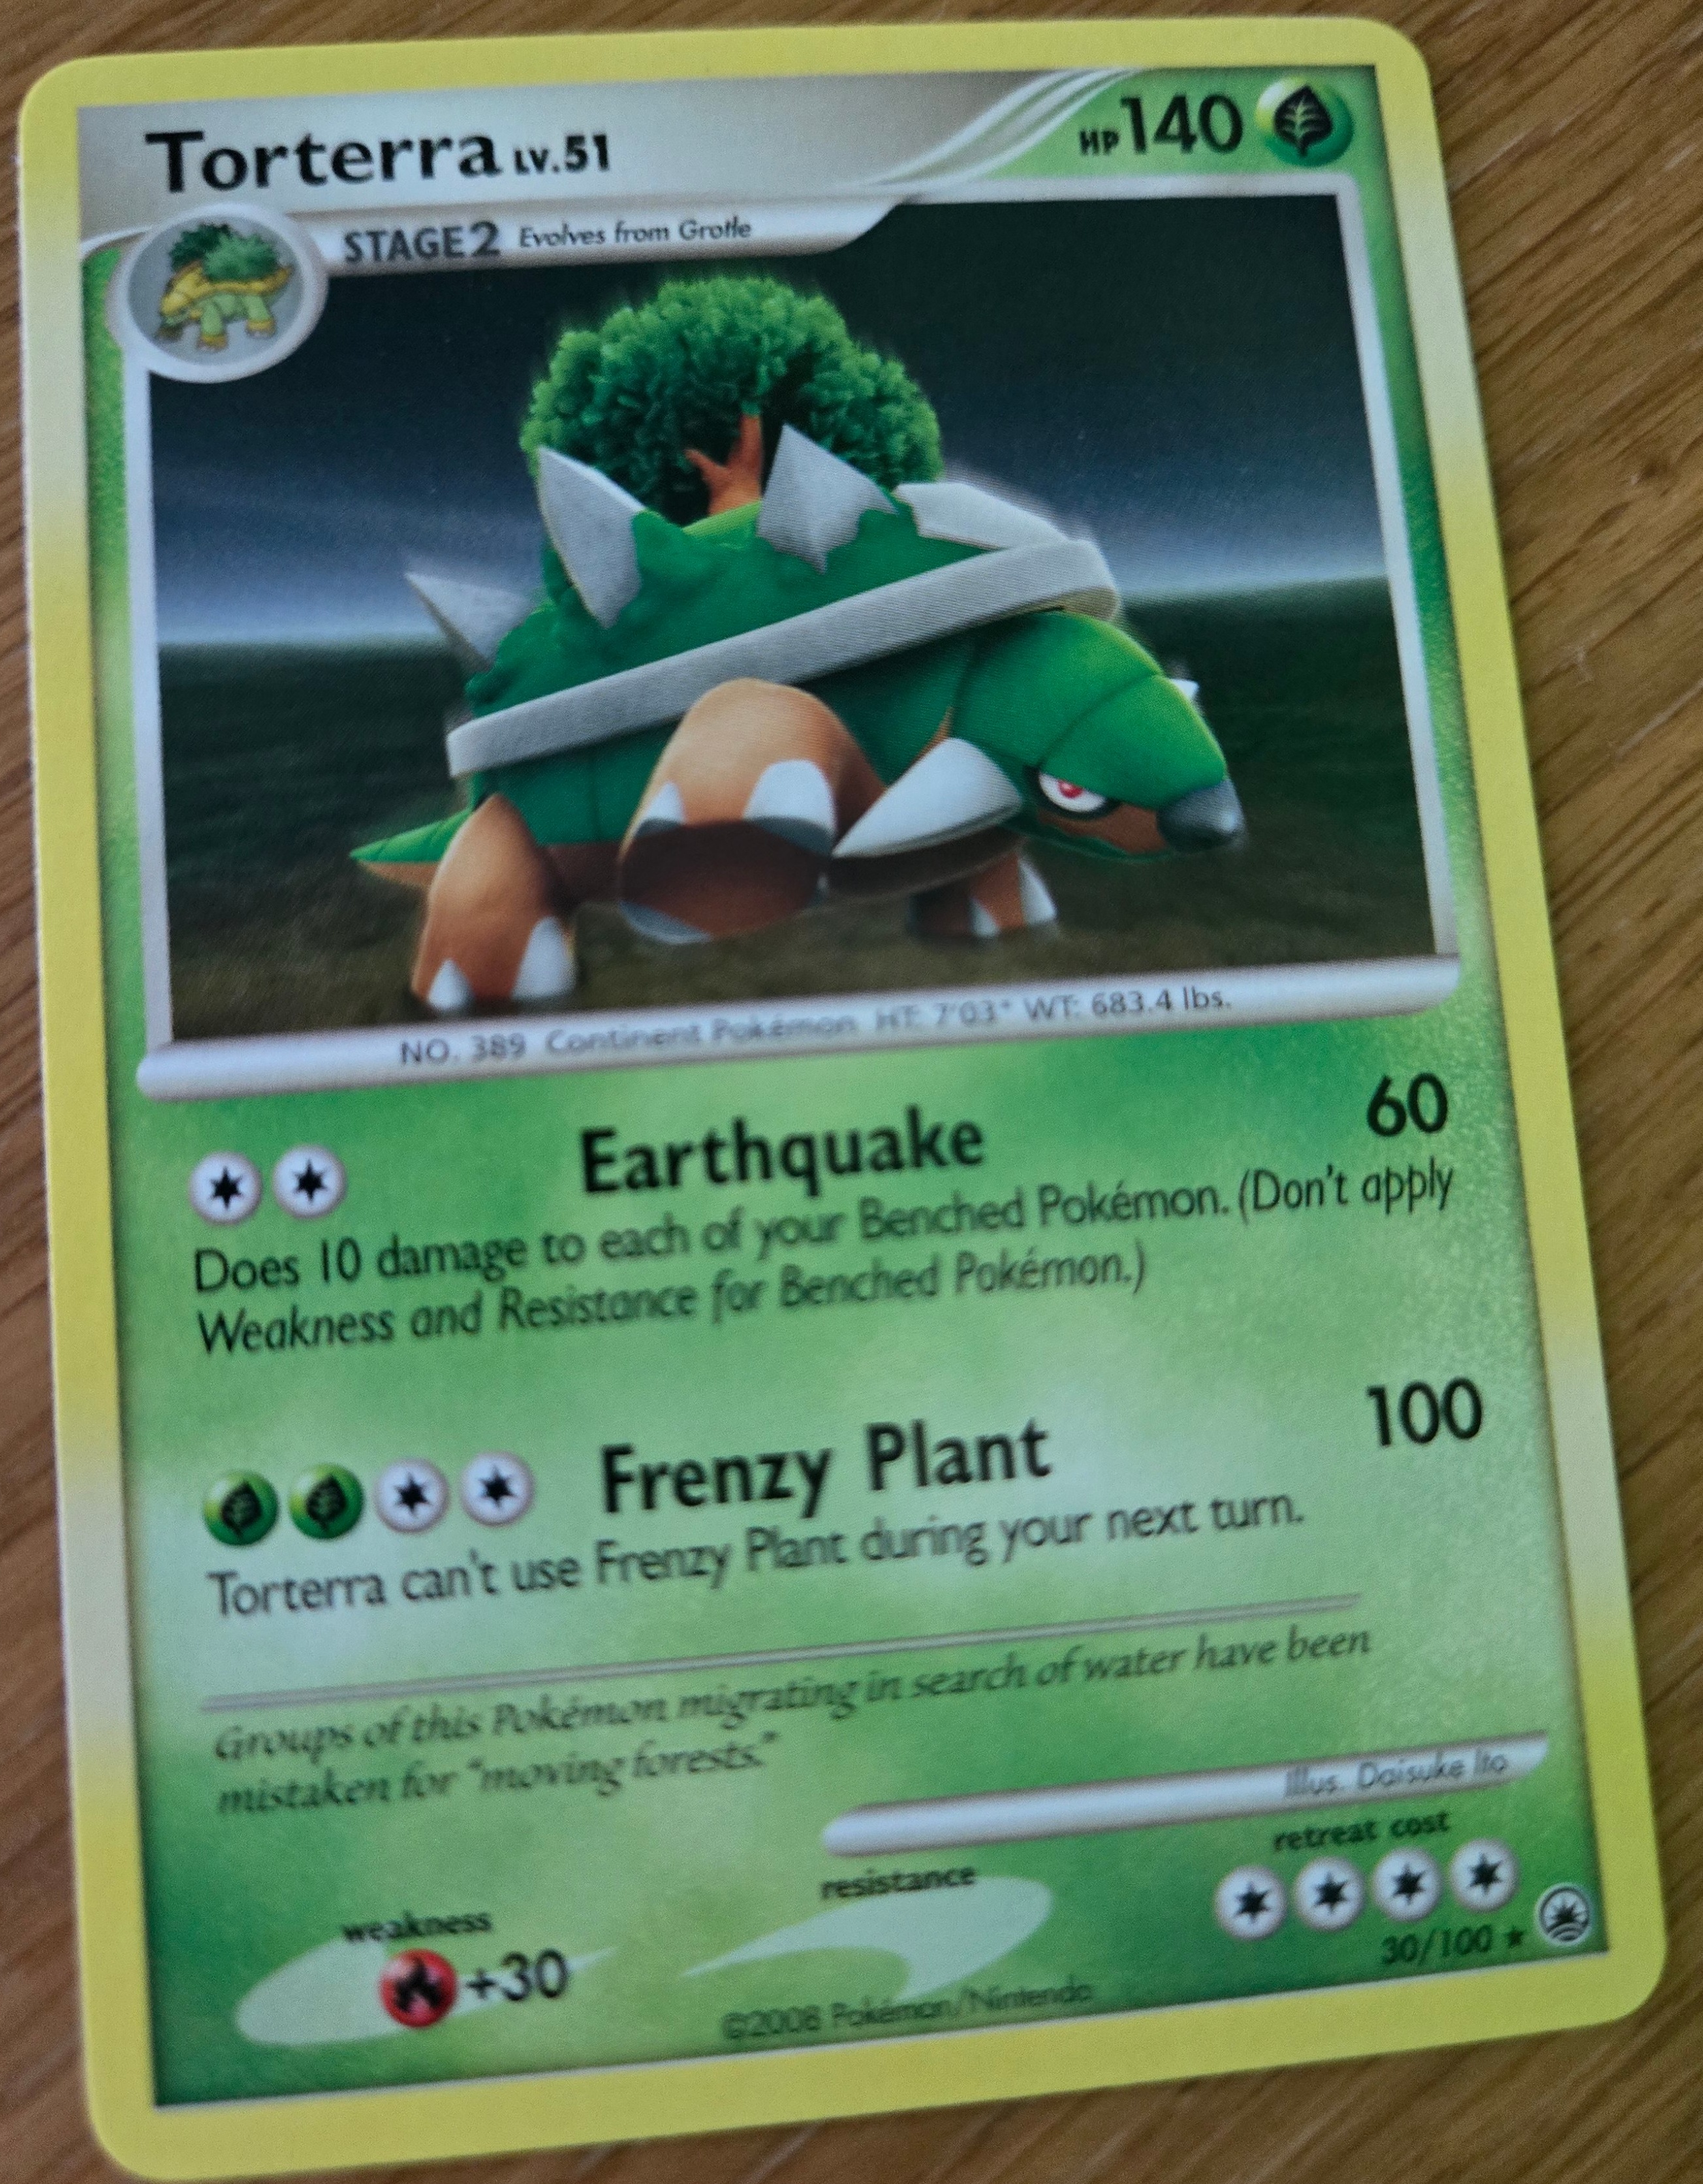 Torterra LV.51
HP 140
STAGE2 Evolves from Grotle
NO. 389 Continent Pokémon HT: 7'03" WT: 683.4 lbs.
Earthquake 60
Does 10 damage to each of your Benched Pokémon. (Don't apply
Weakness and Resistance for Benched Pokémon.)
Frenzy Plant 100
Torterra can't use Frenzy Plant during your next turn.
Groups of this Pokémon migrating in search of water have been
mistaken for "moving forests."
Illus. Daisuke Ito
weakness
+30
resistance
retreat cost
30/100 ★
©2008 Pokémon/Nintendo